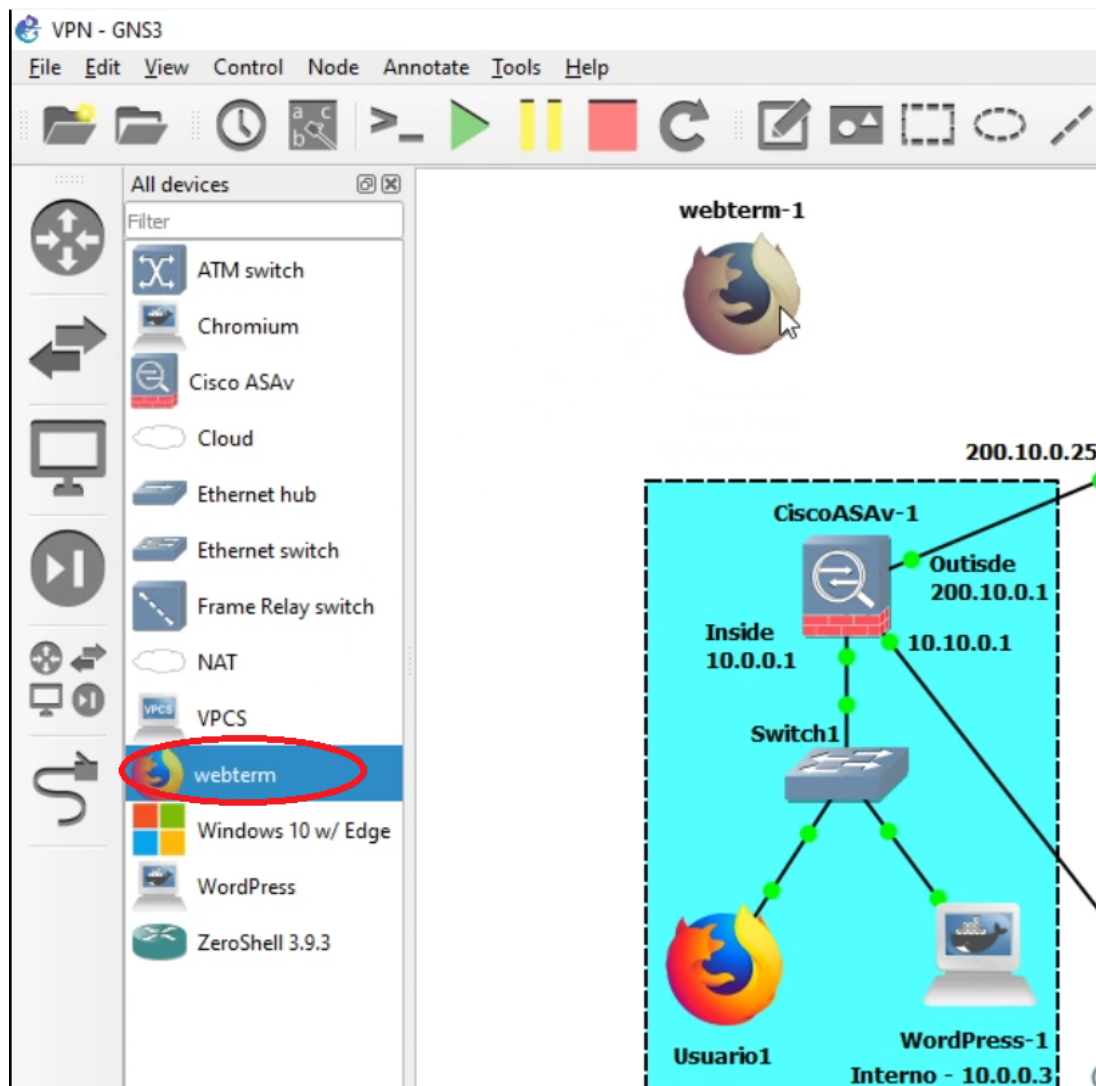 VPN - GNS3
File Edit View Control Node Annotate Tools Help
All devices
Filter
ATM switch
Chromium
Cisco ASAv
Cloud
Ethernet hub
Ethernet switch
Frame Relay switch
NAT
VPCS
webterm
Windows 10 w/ Edge
WordPress
ZeroShell 3.9.3
webterm-1
200.10.0.25
CiscoASAv-1
Outisde
200.10.0.1
Inside
10.0.0.1
10.10.0.1
Switch1
Usuario1
WordPress-1
Interno - 10.0.0.3